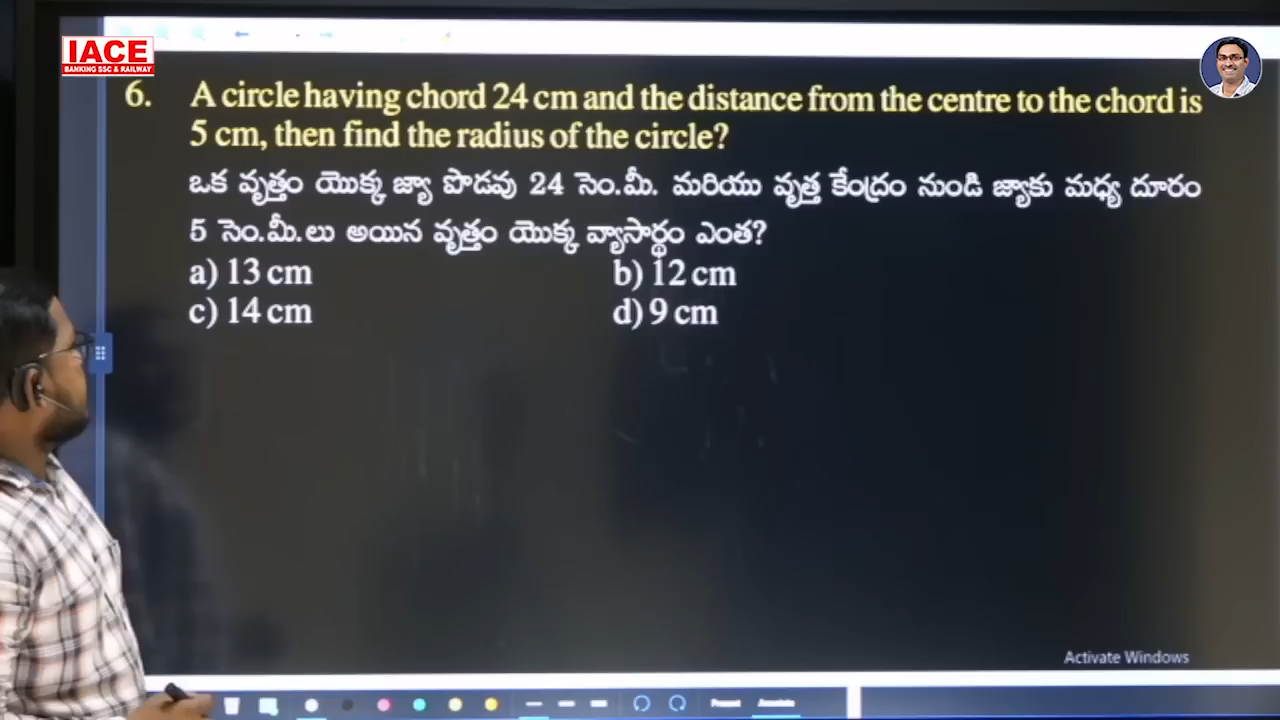 IACE
BANKING SSC & RAILWAY
6. A circle having chord 24 cm and the distance from the centre to the chord is
5 cm, then find the radius of the circle?
ఒక వృత్తం యొక్క జ్యా పొడవు 24 సెం.మీ. మరియు వృత్త కేంద్రం నుండి జ్యాకు మధ్య దూరం
5 సెం.మీ.లు అయిన వృత్తం యొక్క వ్యాసార్థం ఎంత?
a) 13 cm b) 12 cm
c) 14 cm d) 9 cm
Activate Windows
Present Annotate